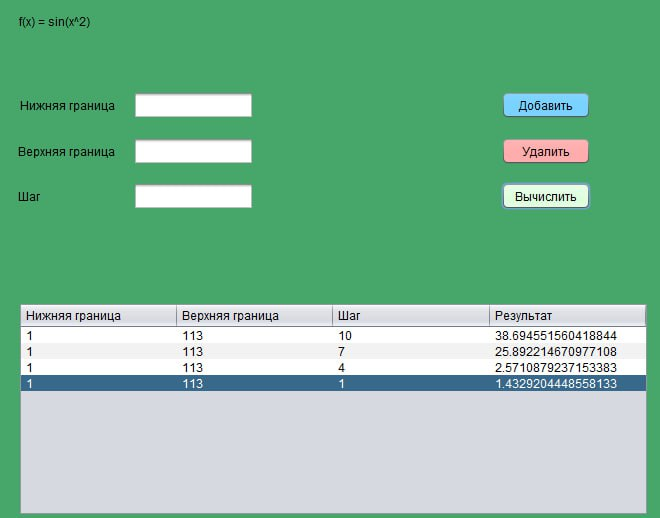 f(x) = sin(x^2)
Нижняя граница
Добавить
Верхняя граница
Удалить
Шаг
Вычислить
Нижняя граница Верхняя граница Шаг Результат
1 113 10 38.694551560418844
1 113 7 25.892214670977108
1 113 4 2.5710879237153383
1 113 1 1.4329204448558133